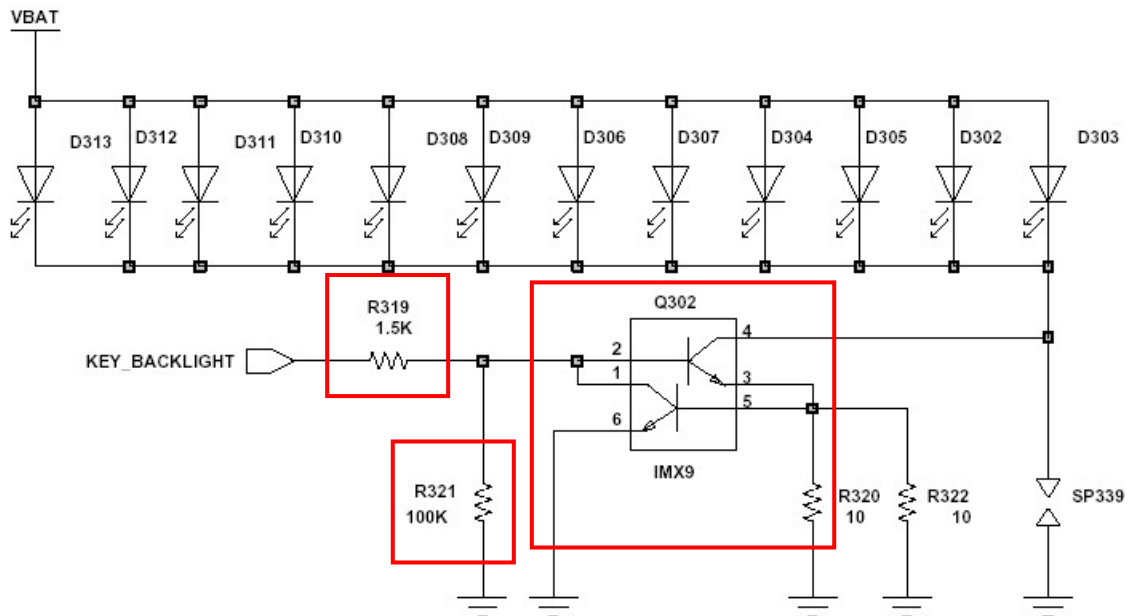 VBAT
D313
D312
D311
D310
D308
D309
D306
D307
D304
D305
D302
D303
R319
1.5K
Q302
KEY_BACKLIGHT
2
4
1
3
6
5
IMX9
R321
100K
R320
10
R322
10
SP339